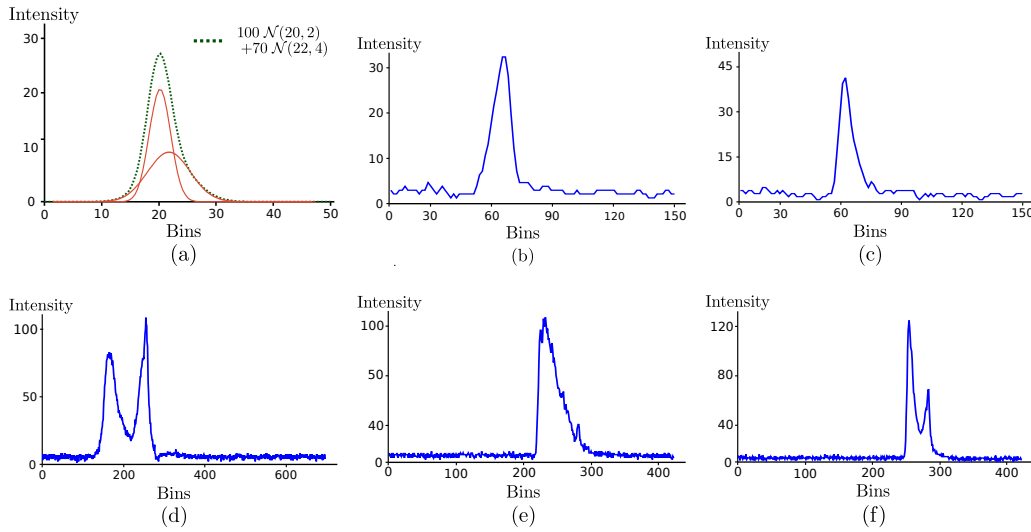 Intensity
30
20
10
0
0 10 20 30 40 50
100 𝒩(20, 2)
+70 𝒩(22, 4)
Bins
(a)
Intensity
30
20
10
0
0 30 60 90 120 150
Bins
(b)
Intensity
45
30
15
0
0 30 60 90 120 150
Bins
(c)
Intensity
100
50
0
0 200 400 600
Bins
(d)
Intensity
100
50
40
0
0 100 200 300 400
Bins
(e)
Intensity
120
80
40
0
0 100 200 300 400
Bins
(f)